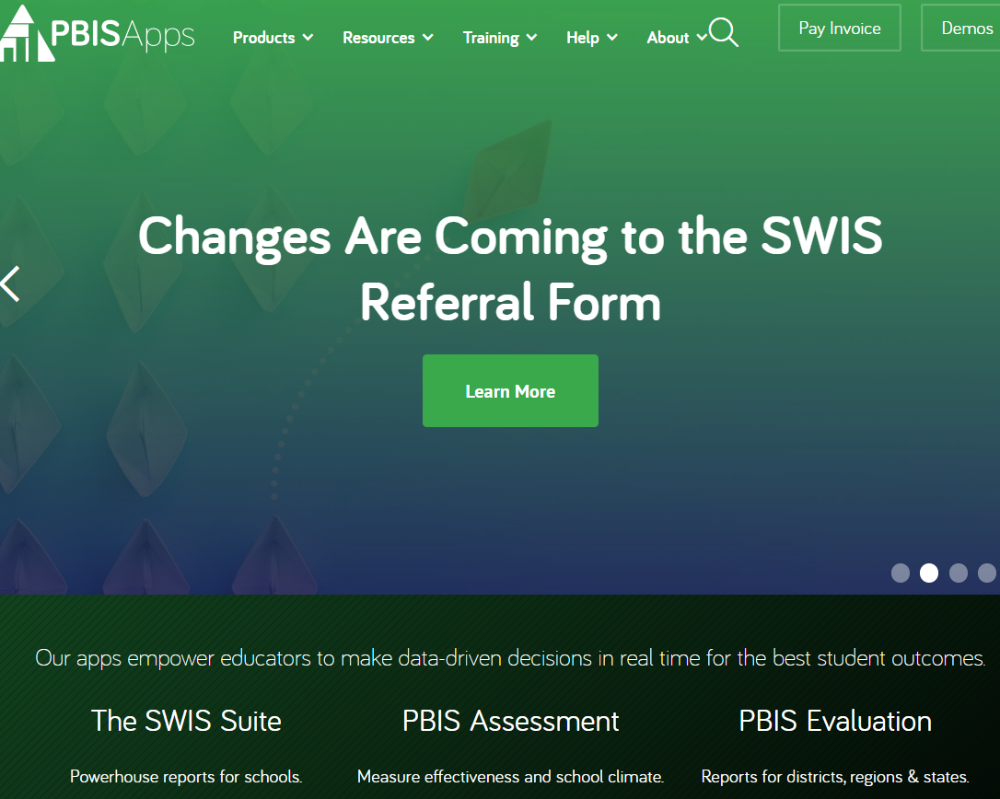 PBISApps
Products
Resources
Training
Help
About
Pay Invoice
Demos
Changes Are Coming to the SWIS
Referral Form
Learn More
Our apps empower educators to make data-driven decisions in real time for the best student outcomes.
The SWIS Suite
PBIS Assessment
PBIS Evaluation
Powerhouse reports for schools.
Measure effectiveness and school climate.
Reports for districts, regions & states.